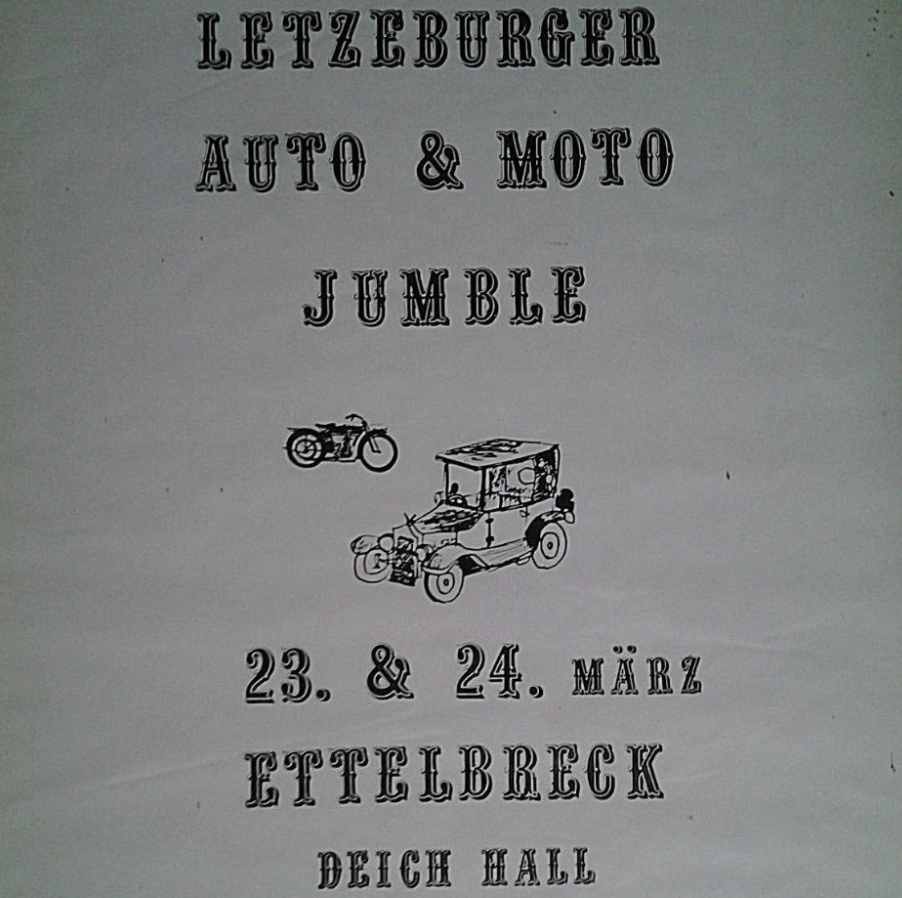 LETZEBURGER
AUTO & MOTO
JUMBLE
23. & 24. MÄRZ
ETTELBRECK
DEICH HALL